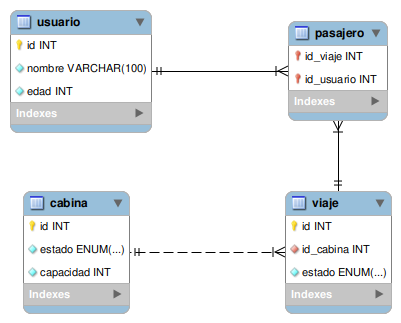 usuario
id INT
nombre VARCHAR(100)
edad INT
Indexes
pasajero
id_viaje INT
id_usuario INT
Indexes
cabina
id INT
estado ENUM(...)
capacidad INT
Indexes
viaje
id INT
id_cabina INT
estado ENUM(...)
Indexes